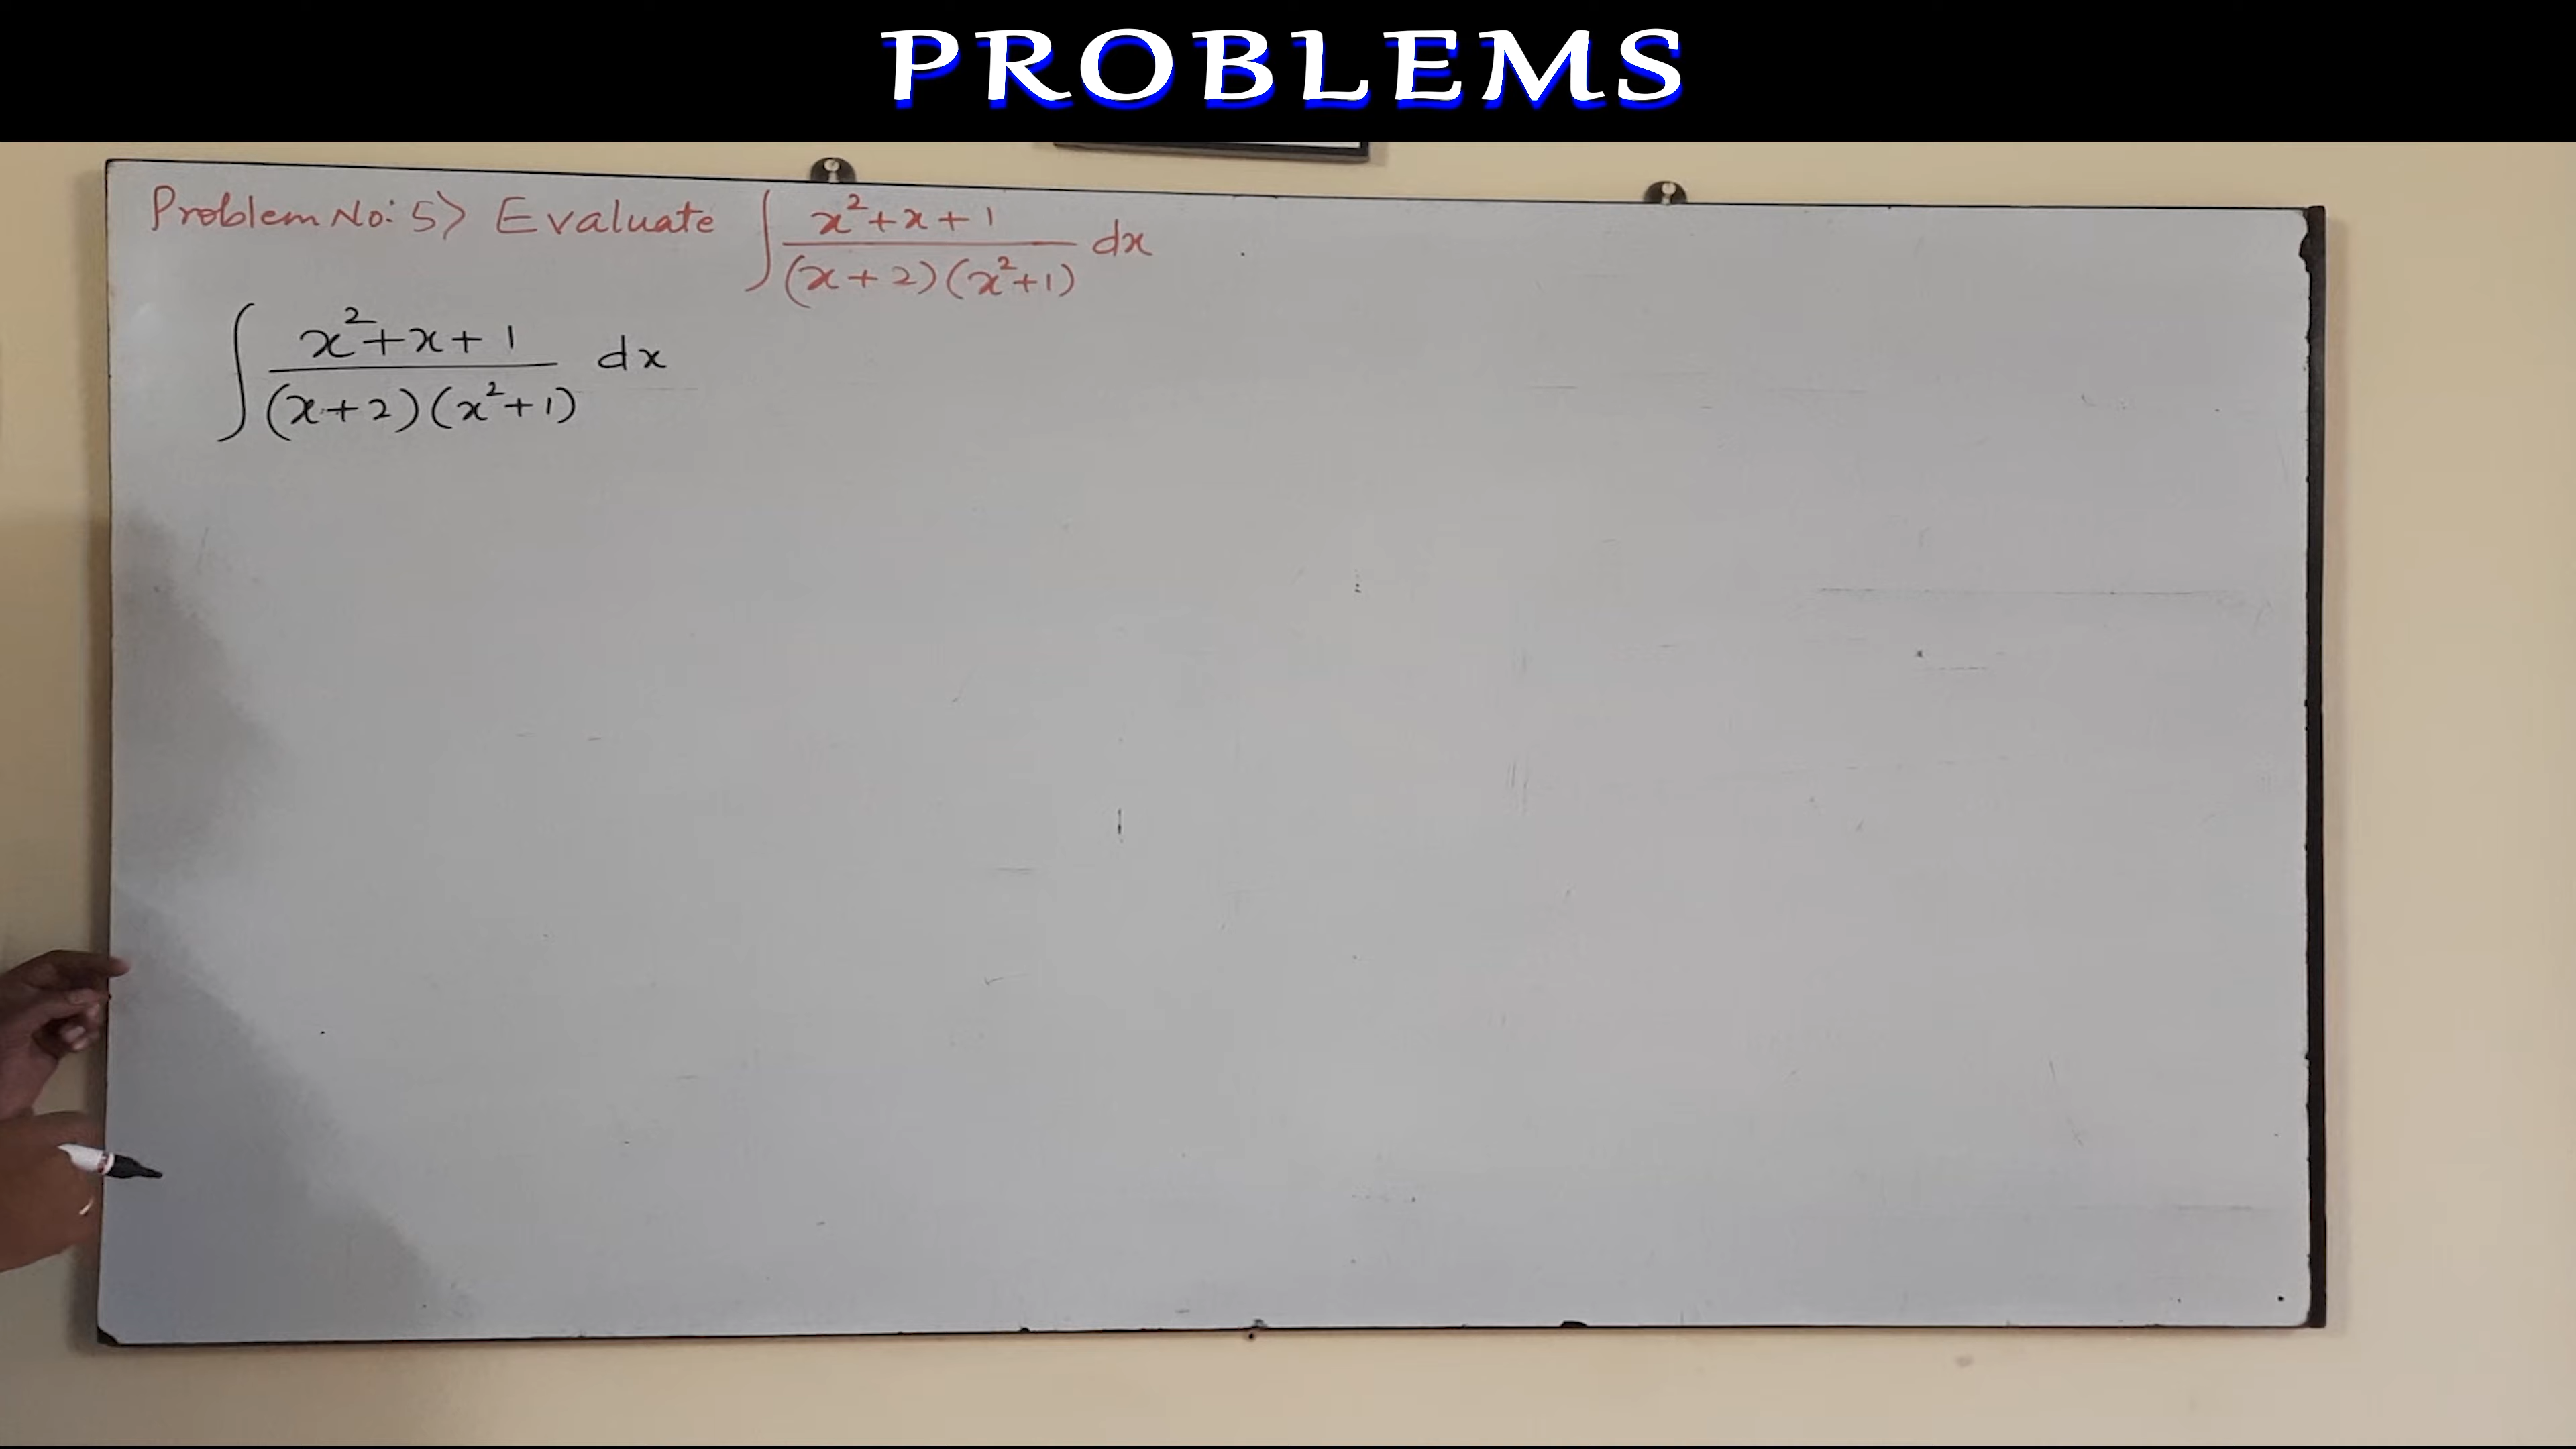 PROBLEMS
Problem No: 5> Evaluate ∫ x²+x+1 / (x+2)(x²+1) dx
∫ x²+x+1 / (x+2)(x²+1) dx